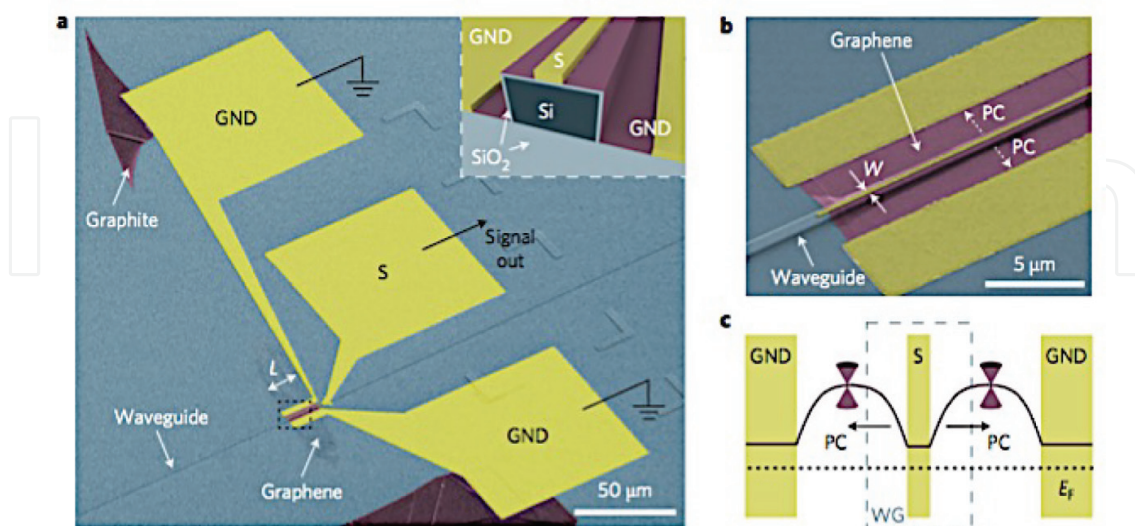 a
GND
S
GND
Si
SiO2
GND
Graphite
S
Signal
out
L
Waveguide
GND
Graphene
50 μm
b
Graphene
PC
PC
W
Waveguide
5 μm
c
GND
S
GND
PC
PC
EF
WG